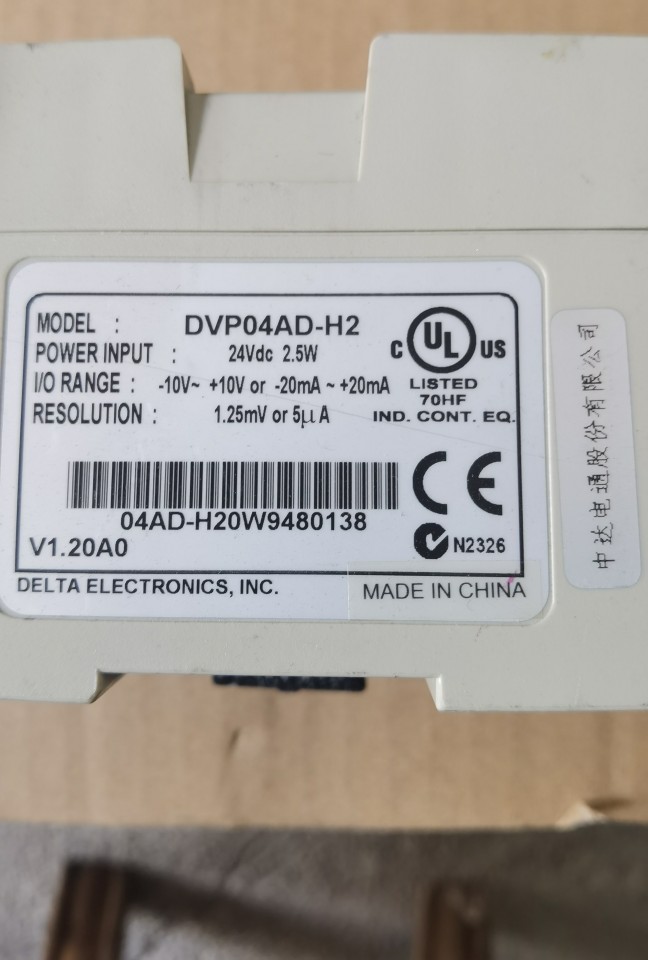 MODEL : DVP04AD-H2
POWER INPUT : 24Vdc 2.5W
I/O RANGE : -10V~ +10V or -20mA ~ +20mA
RESOLUTION : 1.25mV or 5μA
C UL US
LISTED
70HF
IND. CONT. EQ.
04AD-H20W9480138
CE
V1.20A0
N2326
DELTA ELECTRONICS, INC.
MADE IN CHINA
中达电通股份有限公司